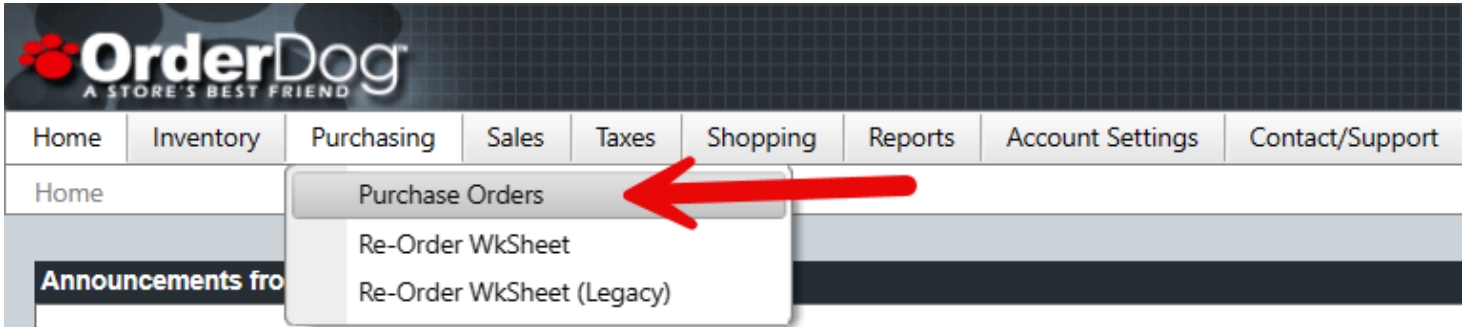 OrderDog
A STORE'S BEST FRIEND
Home Inventory Purchasing Sales Taxes Shopping Reports Account Settings Contact/Support
Home
Purchase Orders
Re-Order WkSheet
Announcements fro
Re-Order WkSheet (Legacy)